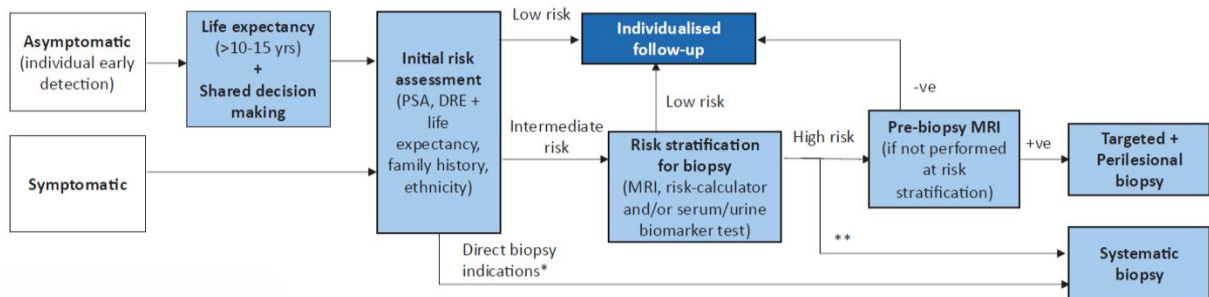 Asymptomatic
(individual early
detection)
Symptomatic
Life expectancy
(>10-15 yrs)
+
Shared decision
making
Initial risk
assessment
(PSA, DRE +
life
expectancy,
family history,
ethnicity)
Low risk
Individualised
follow-up
Low risk
Intermediate
risk
Risk stratification
for biopsy
(MRI, risk-calculator
and/or serum/urine
biomarker test)
High risk
-ve
Pre-biopsy MRI
(if not performed
at risk
stratification)
+ve
Targeted +
Perilesional
biopsy
Direct biopsy
indications*
**
Systematic
biopsy